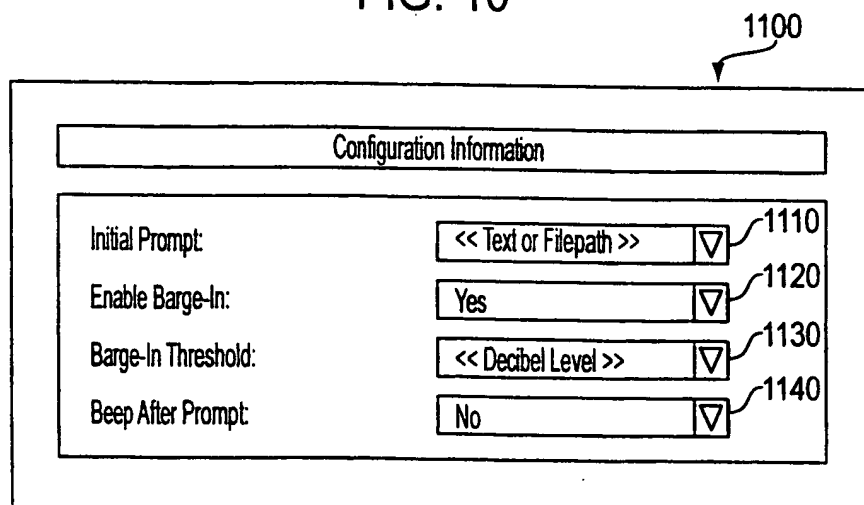 1100
Configuration Information
Initial Prompt: << Text or Filepath >> 1110
Enable Barge-In: Yes 1120
Barge-In Threshold: << Decibel Level >> 1130
Beep After Prompt: No 1140